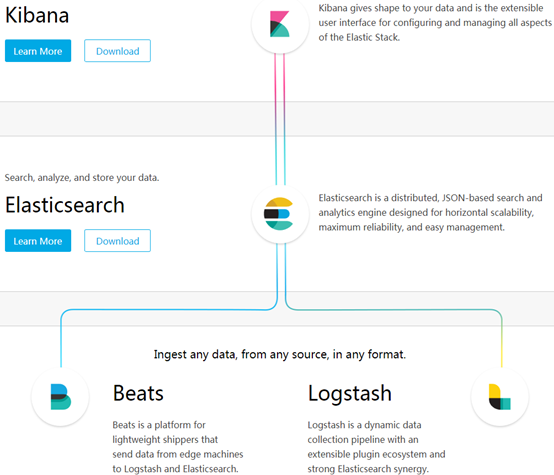 Kibana
Learn More
Download
Kibana gives shape to your data and is the extensible
user interface for configuring and managing all aspects
of the Elastic Stack.
Search, analyze, and store your data.
Elasticsearch
Learn More
Download
Elasticsearch is a distributed, JSON-based search and
analytics engine designed for horizontal scalability,
maximum reliability, and easy management.
Ingest any data, from any source, in any format.
Beats
Beats is a platform for
lightweight shippers that
send data from edge machines
to Logstash and Elasticsearch.
Logstash
Logstash is a dynamic data
collection pipeline with an
extensible plugin ecosystem and
strong Elasticsearch synergy.